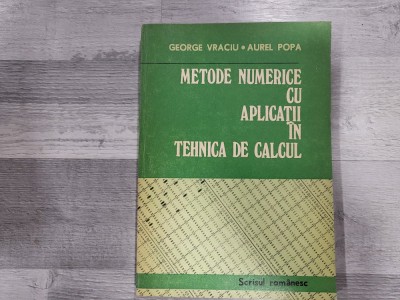 GEORGE VRACIU • AUREL POPA
METODE NUMERICE
CU
APLICAȚII
ÎN
TEHNICA DE CALCUL
Scrisul românesc